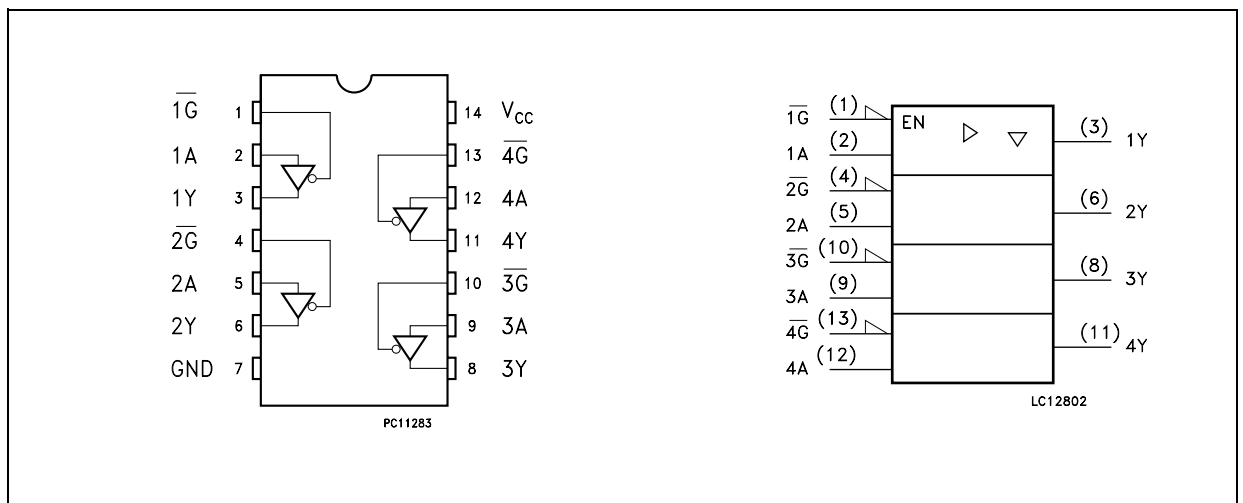 1G̅ 1
1A 2
1Y 3
2G̅ 4
2A 5
2Y 6
GND 7
14 VCC
13 4G̅
12 4A
11 4Y
10 3G̅
9 3A
8 3Y
PC11283
1G̅ (1)
1A (2)
2G̅ (4)
2A (5)
3G̅ (10)
3A (9)
4G̅ (13)
4A (12)
EN
(3) 1Y
(6) 2Y
(8) 3Y
(11) 4Y
LC12802